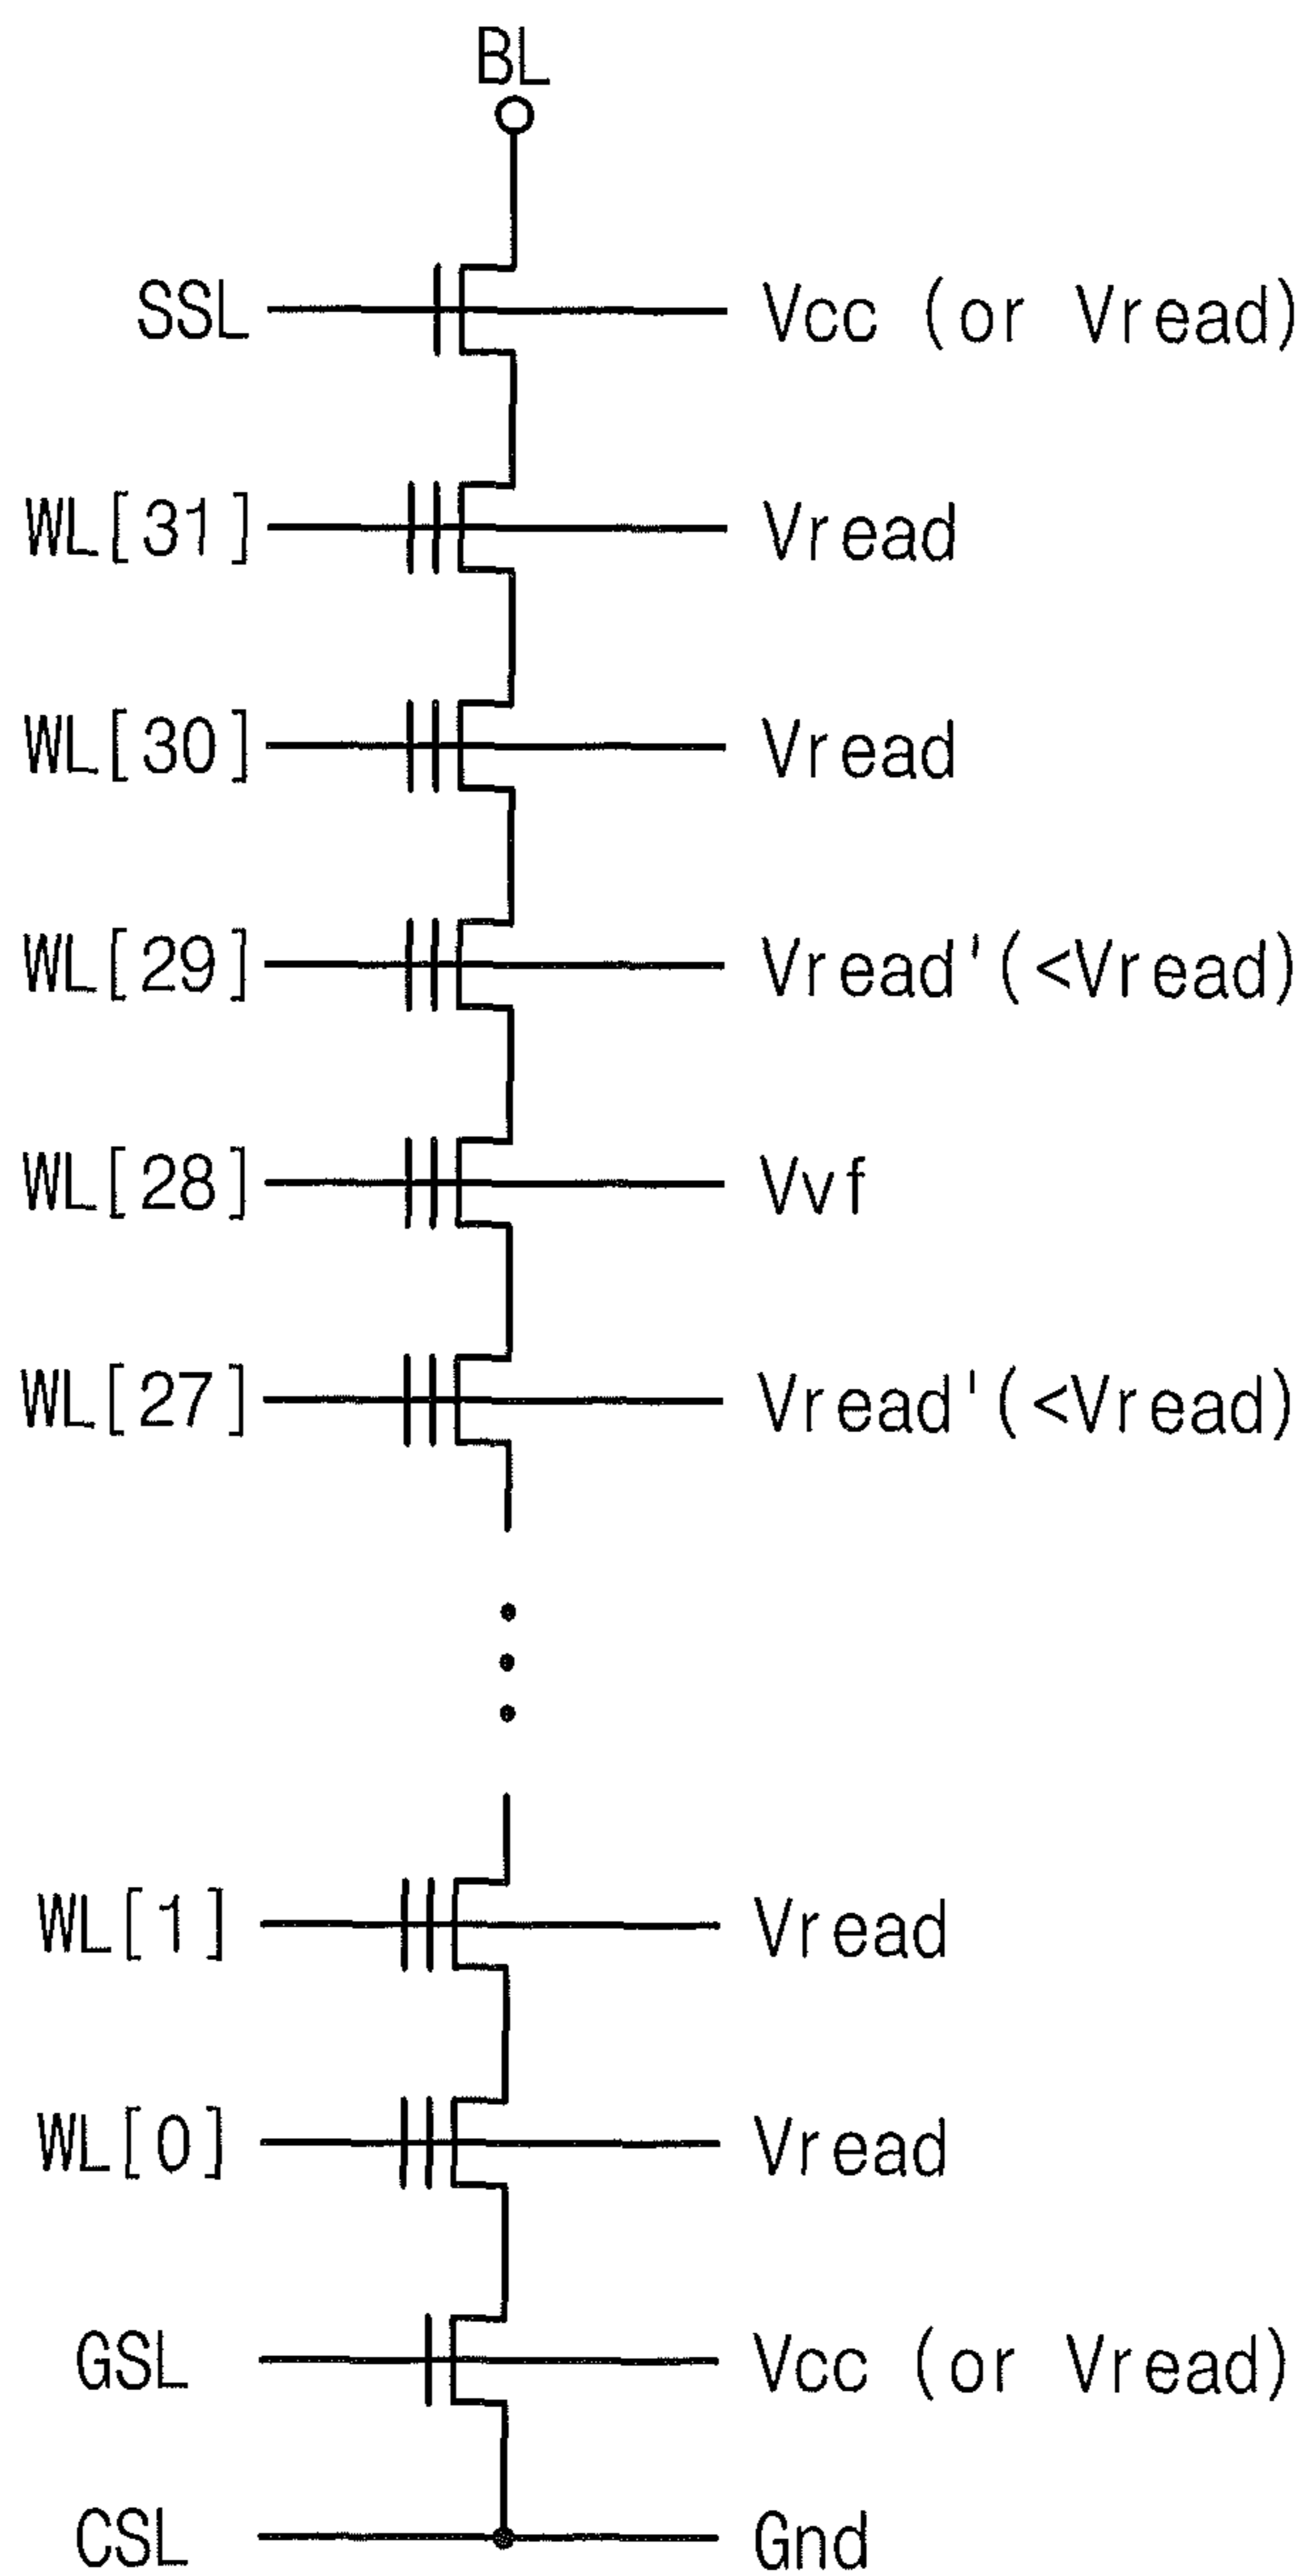 BL
SSL Vcc (or Vread)
WL[31] Vread
WL[30] Vread
WL[29] Vread'(<Vread)
WL[28] Vvf
WL[27] Vread'(<Vread)
WL[1] Vread
WL[0] Vread
GSL Vcc (or Vread)
CSL Gnd